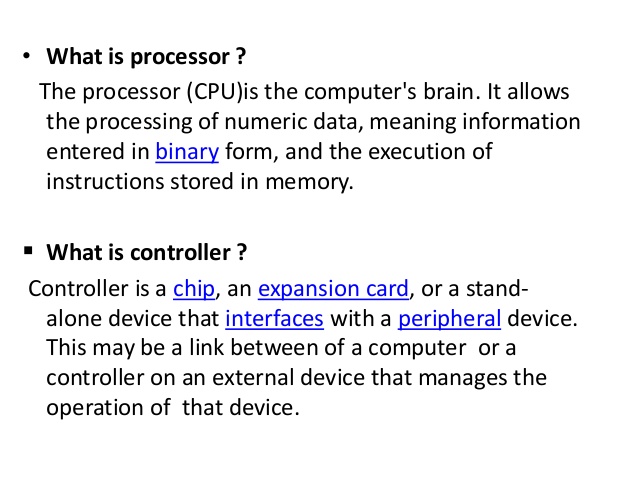 • What is processor ?
The processor (CPU)is the computer's brain. It allows
the processing of numeric data, meaning information
entered in binary form, and the execution of
instructions stored in memory.
▪ What is controller ?
Controller is a chip, an expansion card, or a stand-
alone device that interfaces with a peripheral device.
This may be a link between of a computer  or a
controller on an external device that manages the
operation of  that device.